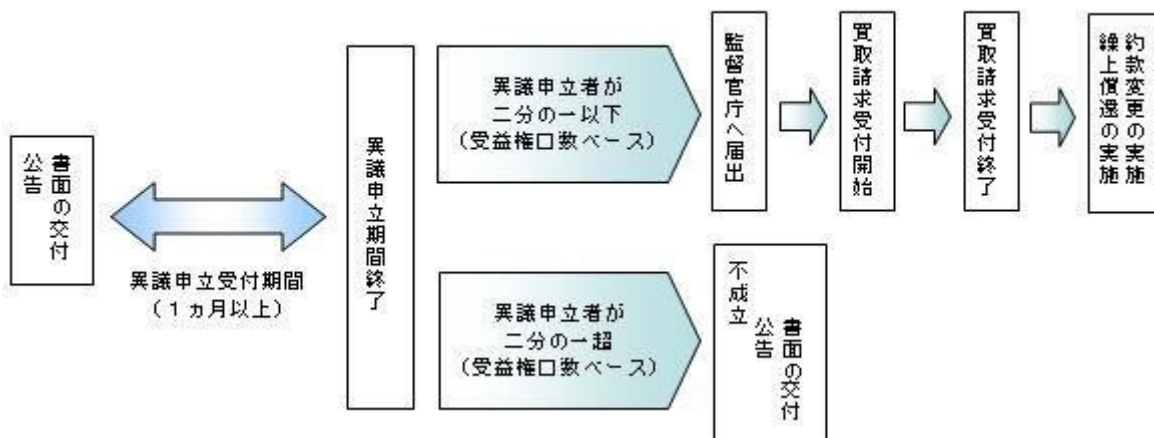 公告
書面の交付
異議申立受付期間
（１ヵ月以上）
異議申立期間終了
異議申立者が
二分の一以下
（受益権口数ベース）
監督官庁へ届出
買取請求受付開始
買取請求受付終了
約款変更の実施
繰上償還の実施
異議申立者が
二分の一超
（受益権口数ベース）
不成立
公告
書面の交付